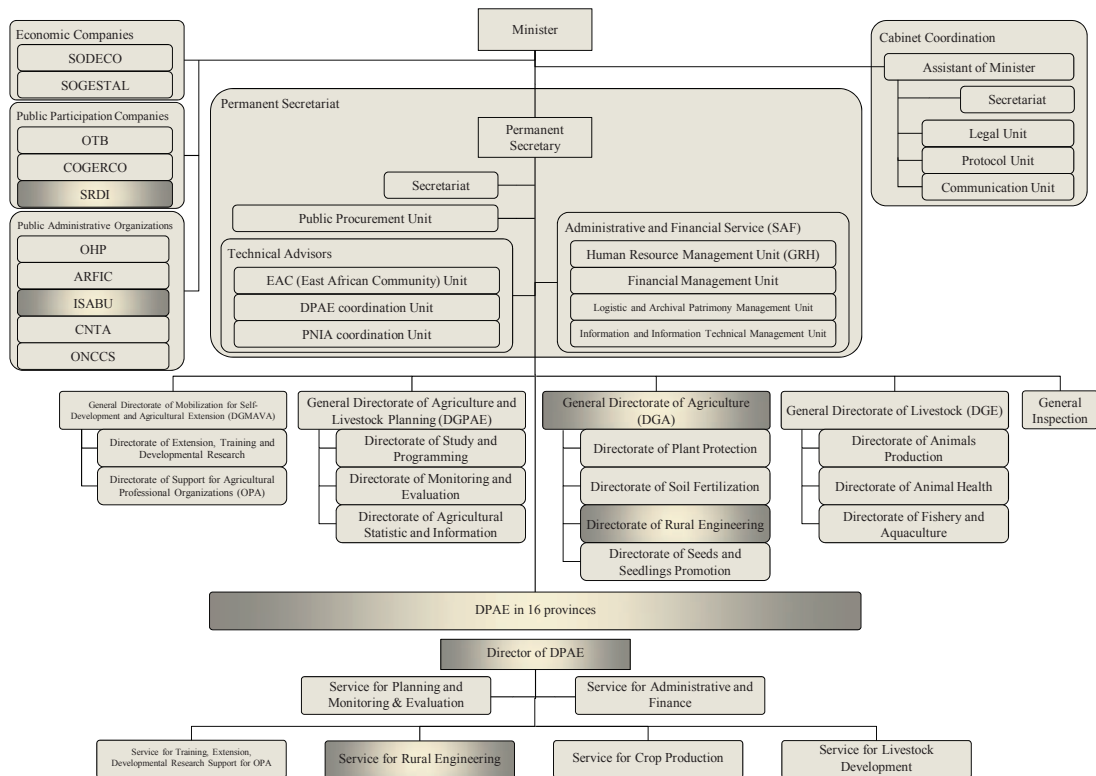 Minister
Economic Companies
SODECO
SOGESTAL
Public Participation Companies
OTB
COGERCO
SRDI
Public Administrative Organizations
OHP
ARFIC
ISABU
CNTA
ONCCS
Cabinet Coordination
Assistant of Minister
Secretariat
Legal Unit
Protocol Unit
Communication Unit
Permanent Secretariat
Permanent
Secretary
Secretariat
Public Procurement Unit
Technical Advisors
EAC (East African Community) Unit
DPAE coordination Unit
PNIA coordination Unit
Administrative and Financial Service (SAF)
Human Resource Management Unit (GRH)
Financial Management Unit
Logistic and Archival Patrimony Management Unit
Information and Information Technical Management Unit
General Directorate of Mobilization for Self-
Development and Agricultural Extension (DGMAVA)
Directorate of Extension, Training and
Developmental Research
Directorate of Support for Agricultural
Professional Organizations (OPA)
General Directorate of Agriculture and
Livestock Planning (DGPAE)
Directorate of Study and
Programming
Directorate of Monitoring and
Evaluation
Directorate of Agricultural
Statistic and Information
General Directorate of Agriculture
(DGA)
Directorate of Plant Protection
Directorate of Soil Fertilization
Directorate of Rural Engineering
Directorate of Seeds and
Seedlings Promotion
General Directorate of Livestock (DGE)
Directorate of Animals
Production
Directorate of Animal Health
Directorate of Fishery and
Aquaculture
General
Inspection
DPAE in 16 provinces
Director of DPAE
Service for Planning and
Monitoring & Evaluation
Service for Administrative and
Finance
Service for Training, Extension,
Developmental Research Support for OPA
Service for Rural Engineering
Service for Crop Production
Service for Livestock
Development